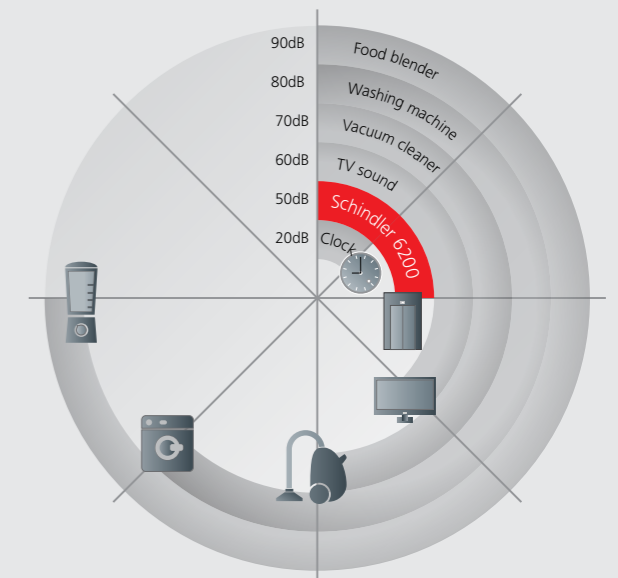 90dB
Food blender
80dB
Washing machine
70dB
Vacuum cleaner
60dB
TV sound
50dB
Schindler 6200
20dB
Clock